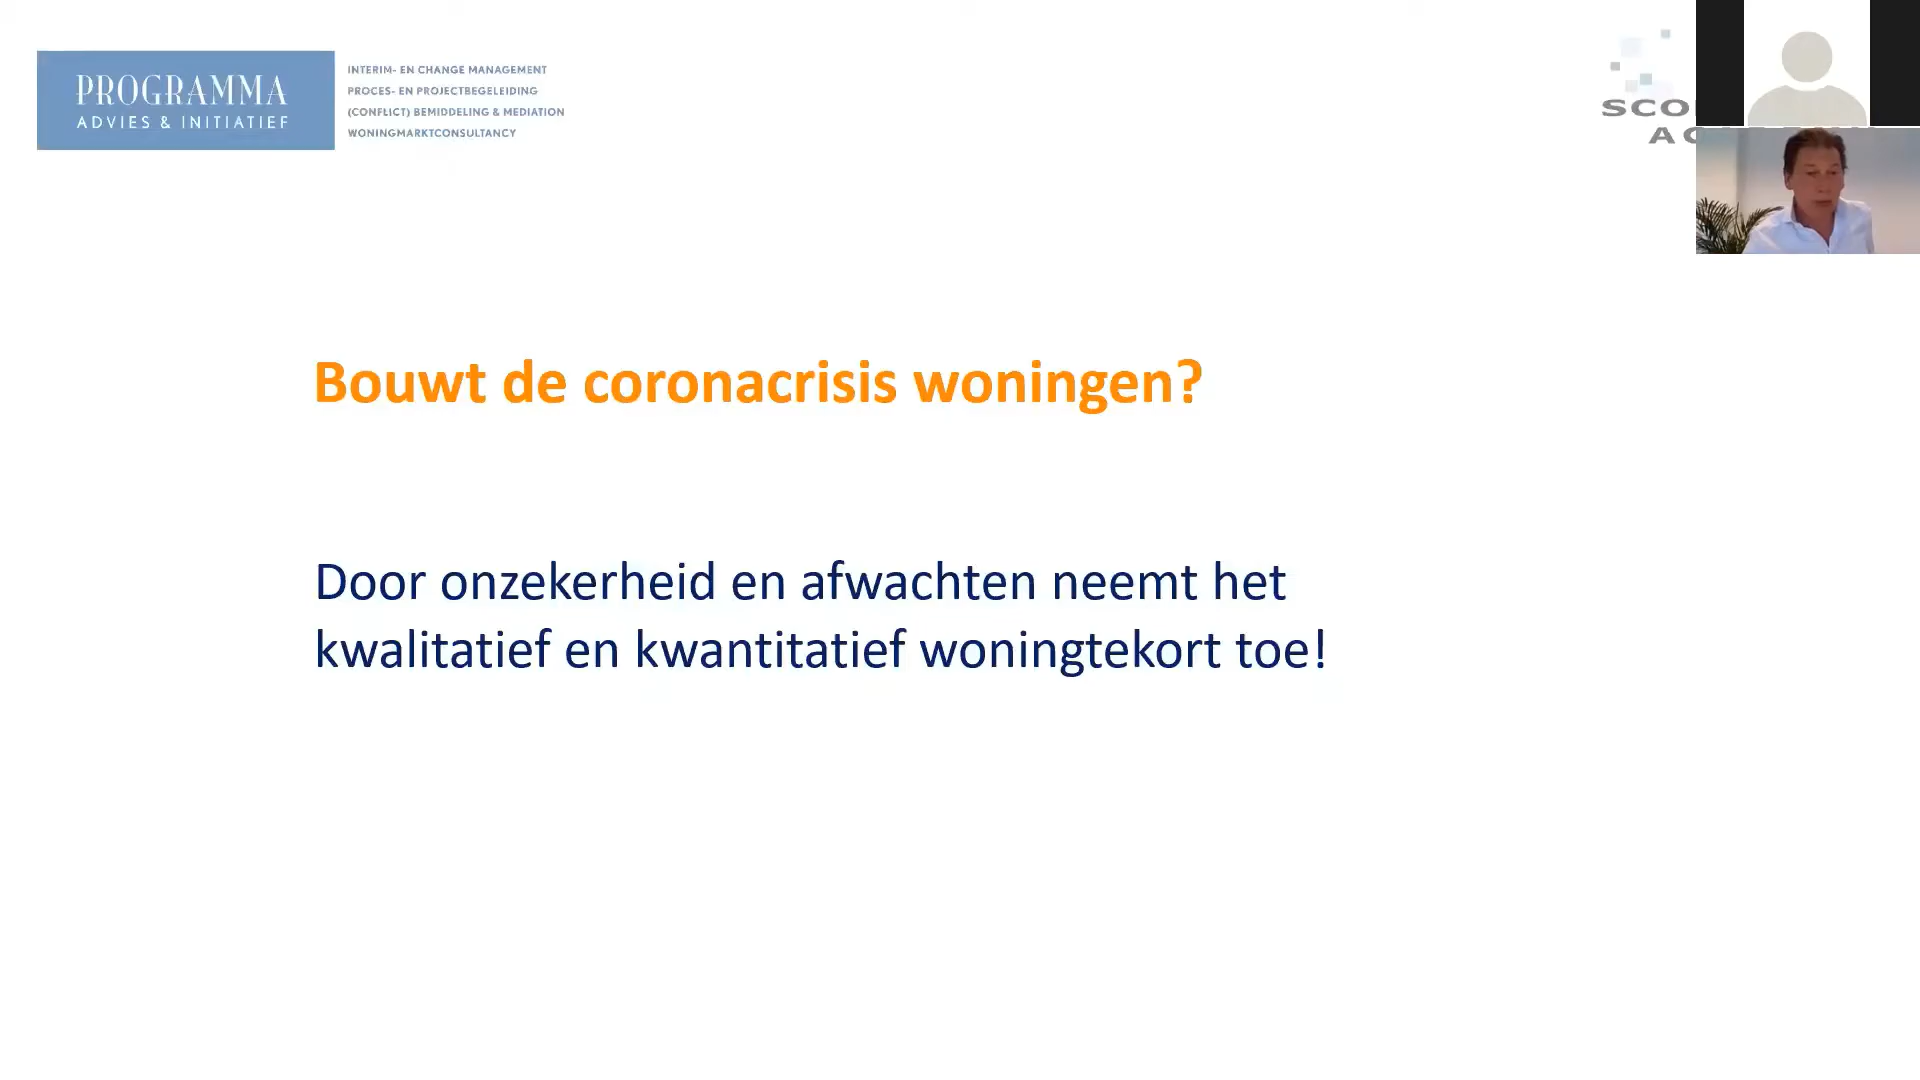 PROGRAMMA
ADVIES & INITIATIEF
INTERIM- EN CHANGE MANAGEMENT
PROCES- EN PROJECTBEGELEIDING
(CONFLICT) BEMIDDELING & MEDIATION
WONINGMARKTCONSULTANCY
Bouwt de coronacrisis woningen?
Door onzekerheid en afwachten neemt het
kwalitatief en kwantitatief woningtekort toe!